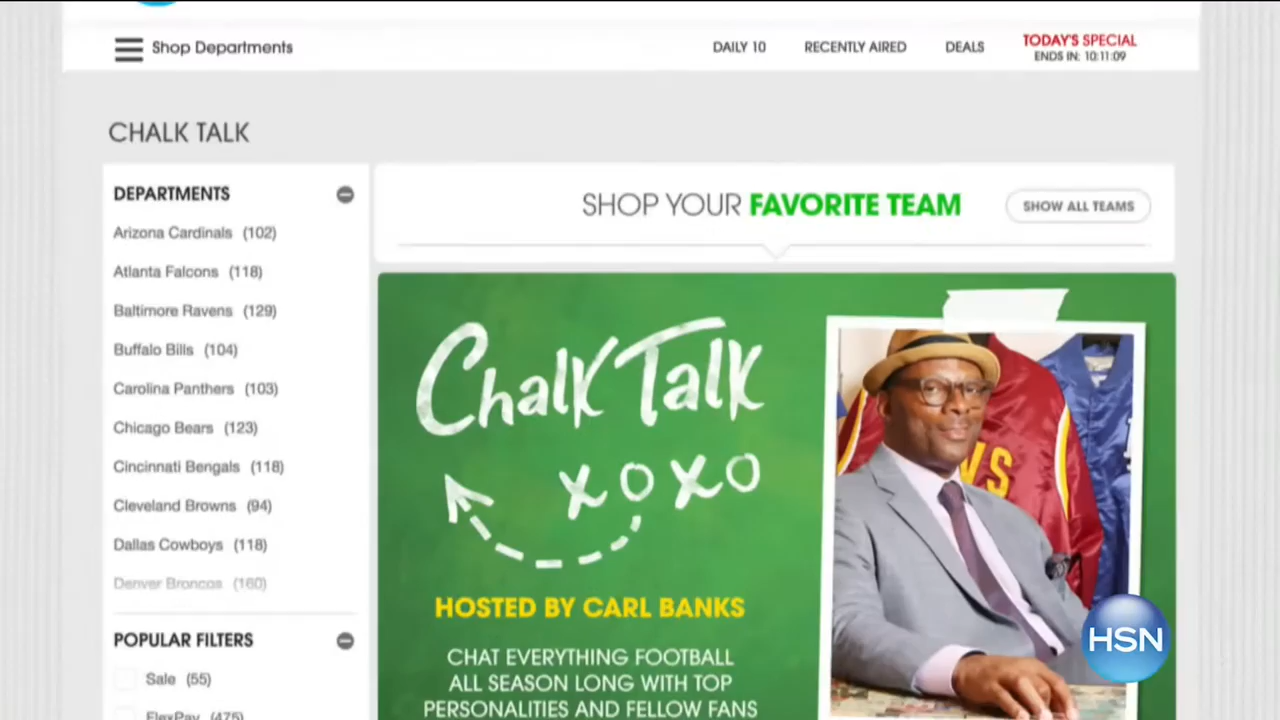 Shop Departments
DAILY 10
RECENTLY AIRED
DEALS
TODAY'S SPECIAL
ENDS IN: 10:11:09
CHALK TALK
DEPARTMENTS
Arizona Cardinals (102)
Atlanta Falcons (118)
Baltimore Ravens (129)
Buffalo Bills (104)
Carolina Panthers (103)
Chicago Bears (123)
Cincinnati Bengals (118)
Cleveland Browns (94)
Dallas Cowboys (118)
Denver Broncos (160)
POPULAR FILTERS
Sale (55)
FlexPay (475)
SHOP YOUR FAVORITE TEAM
SHOW ALL TEAMS
Chalk Talk
XOXO
HOSTED BY CARL BANKS
CHAT EVERYTHING FOOTBALL
ALL SEASON LONG WITH TOP
PERSONALITIES AND FELLOW FANS
HSN